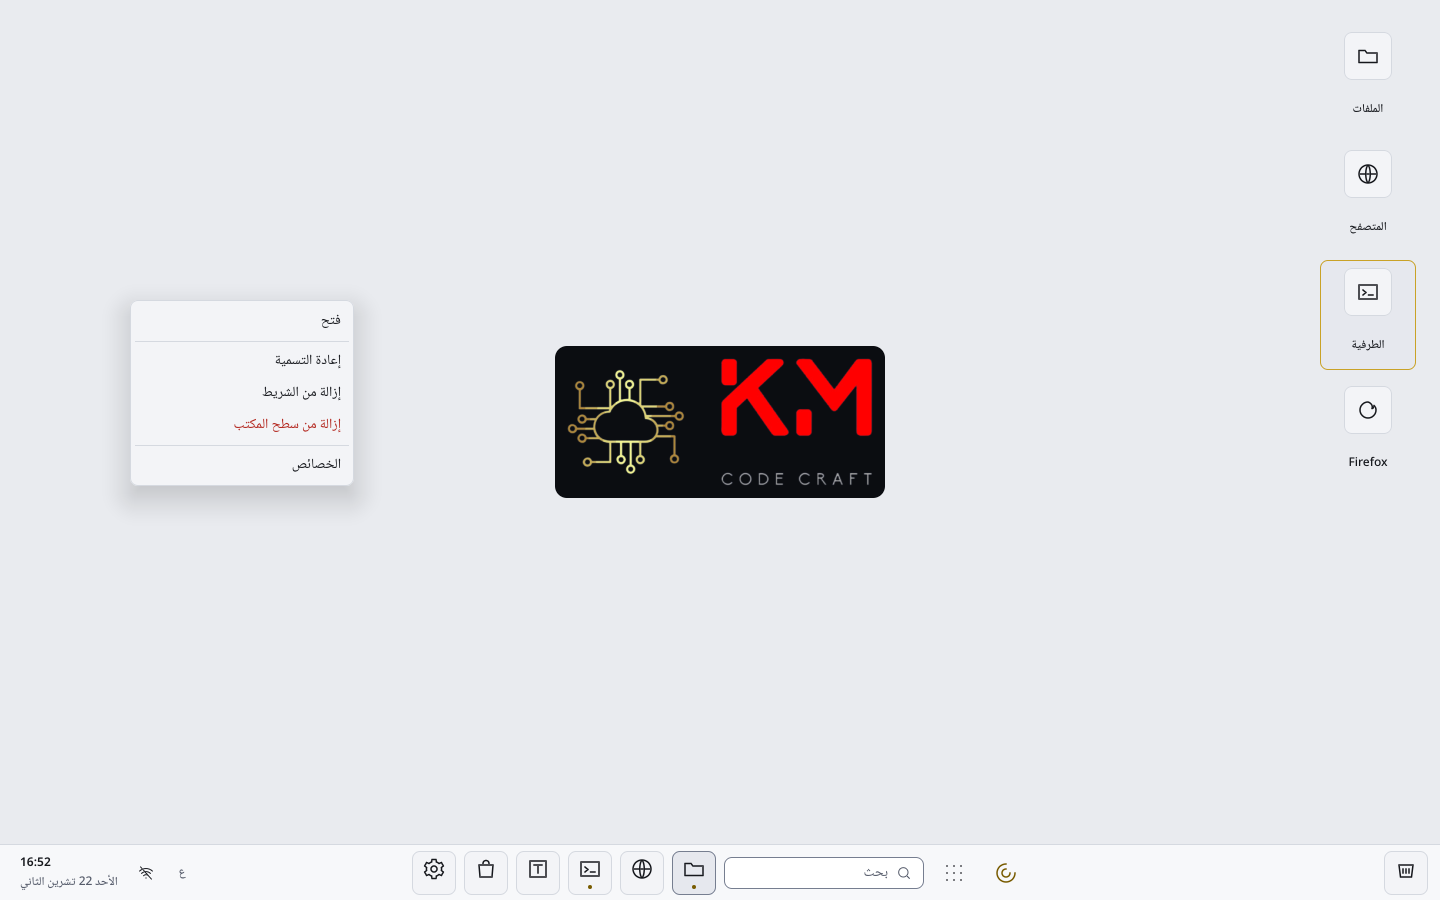 الملفات
المتصفح
الطرفية
Firefox
فتح
إعادة التسمية
إزالة من الشريط
إزالة من سطح المكتب
الخصائص
KM
CODE CRAFT
بحث
ع
16:52
الأحد 22 تشرين الثاني